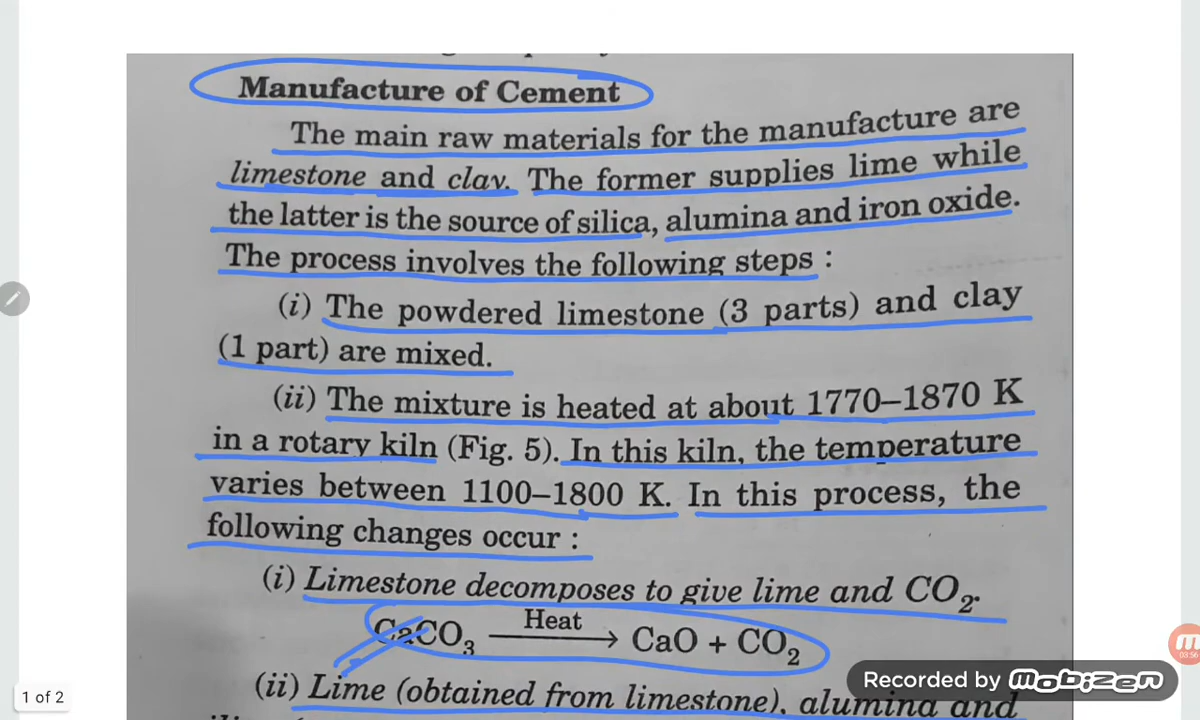 Manufacture of Cement
The main raw materials for the manufacture are
limestone and clay. The former supplies lime while
the latter is the source of silica, alumina and iron oxide.
The process involves the following steps :
(i) The powdered limestone (3 parts) and clay
(1 part) are mixed.
(ii) The mixture is heated at about 1770–1870 K
in a rotary kiln (Fig. 5). In this kiln, the temperature
varies between 1100–1800 K. In this process, the
following changes occur :
(i) Limestone decomposes to give lime and CO₂.
CaCO₃ —Heat→ CaO + CO₂
(ii) Lime (obtained from limestone), alumina and
1 of 2
Recorded by mobizen
03:56